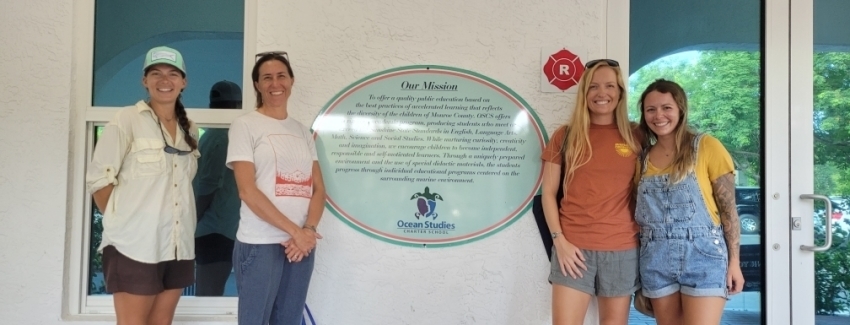 Our Mission
To offer a quality public education based on
the best practices of accelerated learning that reflects
the diversity of the children of Monroe County. OSCS offers
producing students who meet
Standards in English, Language Arts,
Math, Science and Social Studies. While nurturing curiosity, creativity
and imagination, we encourage children to become independent,
responsible and self-motivated learners. Through a uniquely prepared
environment and the use of special didactic materials, the students
progress through individual educational programs centered on the
surrounding marine environment.
Ocean Studies
CHARTER SCHOOL
R